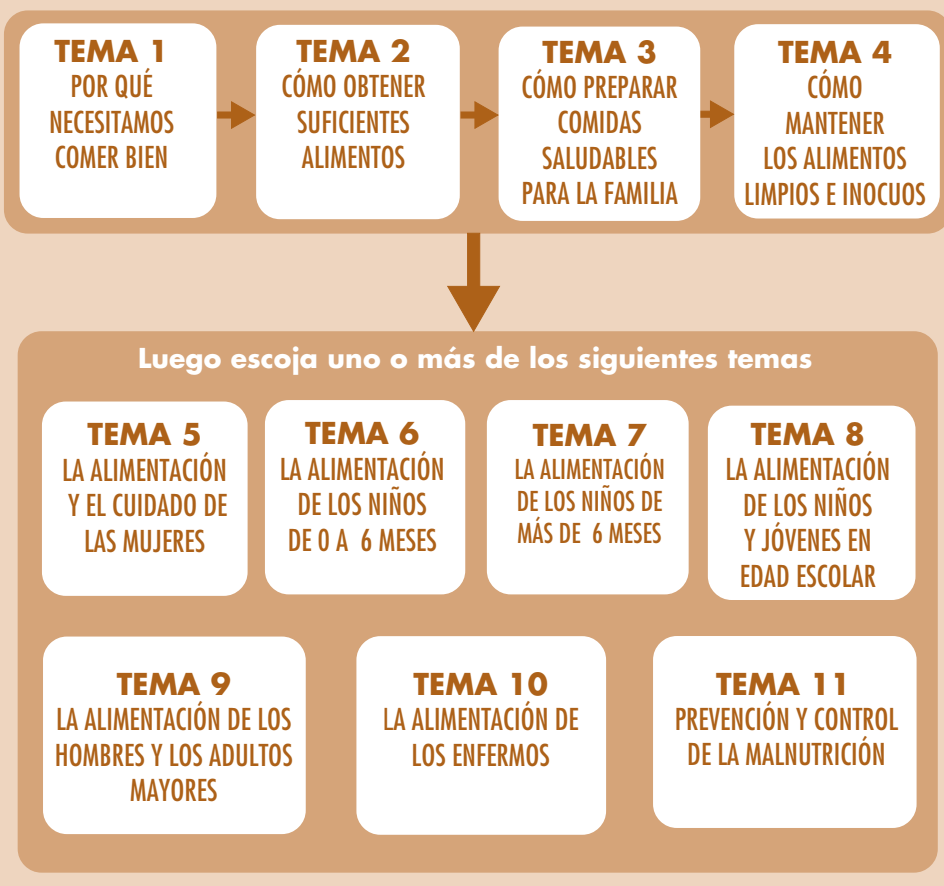 TEMA 1
POR QUÉ
NECESITAMOS
COMER BIEN
TEMA 2
CÓMO OBTENER
SUFICIENTES
ALIMENTOS
TEMA 3
CÓMO PREPARAR
COMIDAS
SALUDABLES
PARA LA FAMILIA
TEMA 4
CÓMO
MANTENER
LOS ALIMENTOS
LIMPIOS E INOCUOS
Luego escoja uno o más de los siguientes temas
TEMA 5
LA ALIMENTACIÓN
Y EL CUIDADO DE
LAS MUJERES
TEMA 6
LA ALIMENTACIÓN
DE LOS NIÑOS
DE 0 A 6 MESES
TEMA 7
LA ALIMENTACIÓN
DE LOS NIÑOS DE
MÁS DE 6 MESES
TEMA 8
LA ALIMENTACIÓN
DE LOS NIÑOS
Y JÓVENES EN
EDAD ESCOLAR
TEMA 9
LA ALIMENTACIÓN DE LOS
HOMBRES Y LOS ADULTOS
MAYORES
TEMA 10
LA ALIMENTACIÓN DE
LOS ENFERMOS
TEMA 11
PREVENCIÓN Y CONTROL
DE LA MALNUTRICIÓN